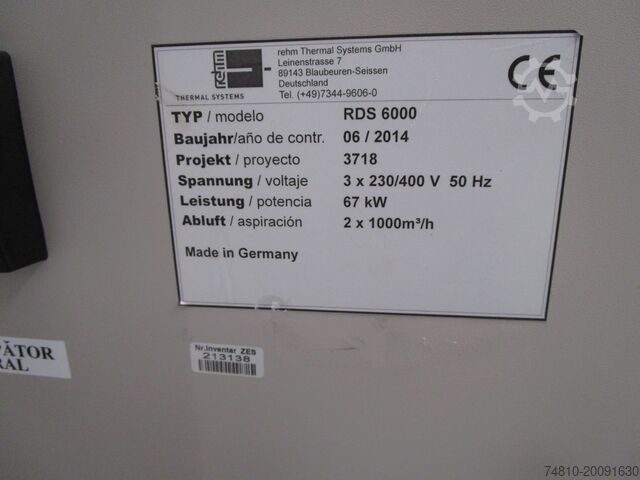 rehm
THERMAL SYSTEMS
rehm Thermal Systems GmbH
Leinenstrasse 7
89143 Blaubeuren-Seissen
Deutschland
Tel. (+49)7344-9606-0
CE
TYP / modelo RDS 6000
Baujahr/año de contr. 06 / 2014
Projekt / proyecto 3718
Spannung / voltaje 3 x 230/400 V 50 Hz
Leistung / potencia 67 kW
Abluft / aspiración 2 x 1000m³/h
Made in Germany
Nr.Inventar ZES
213138
PĂTOR
RAL
74810-20091630